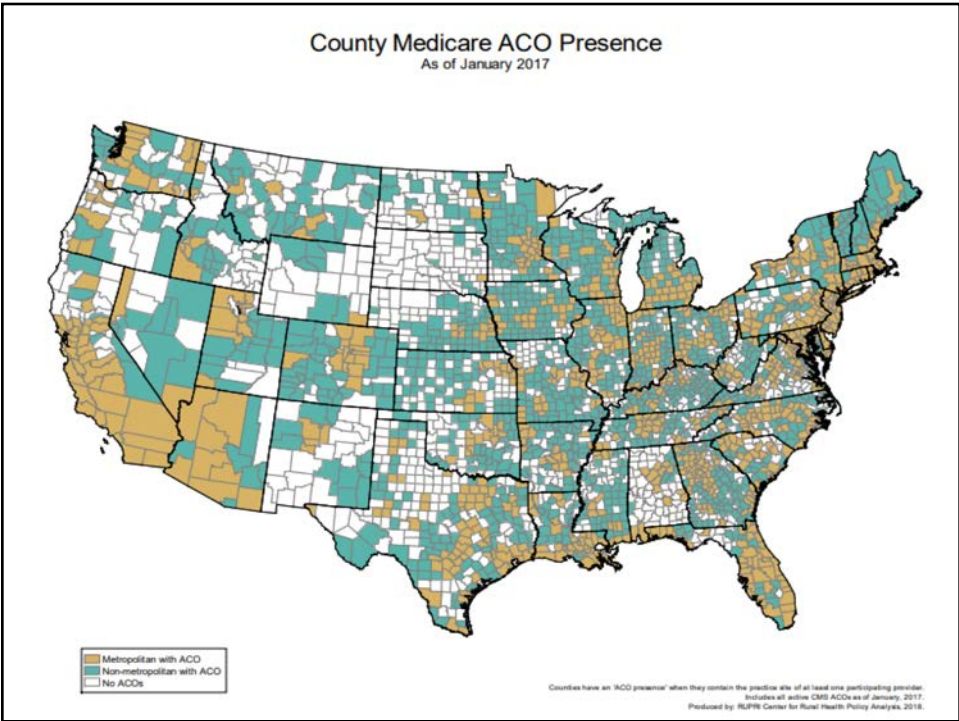 County Medicare ACO Presence
As of January 2017
Metropolitan with ACO
Non-metropolitan with ACO
No ACOs
Counties have an 'ACO presence' when they contain the practice site of at least one participating provider.
Includes all active CMS ACOs as of January, 2017.
Produced by: RUPRI Center for Rural Health Policy Analysis, 2018.